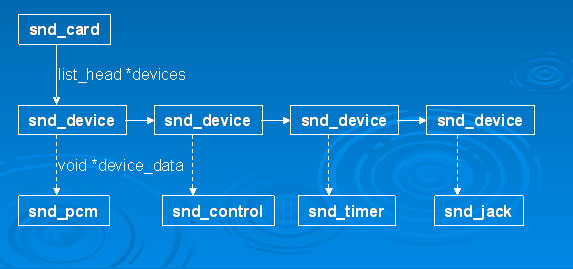 snd_card
list_head *devices
snd_device snd_device snd_device snd_device
void *device_data
snd_pcm snd_control snd_timer snd_jack